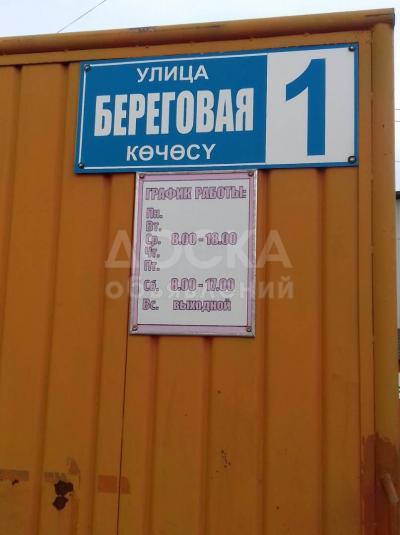 УЛИЦА
БЕРЕГОВАЯ 1
КӨЧӨСҮ
ГРАФИК РАБОТЫ:
Пн.
Вт.
Ср. 8.00 - 18.00
Чт.
Пт.
Сб. 8.00 - 17.00
Вс. выходной
ДОСКА
объявлений